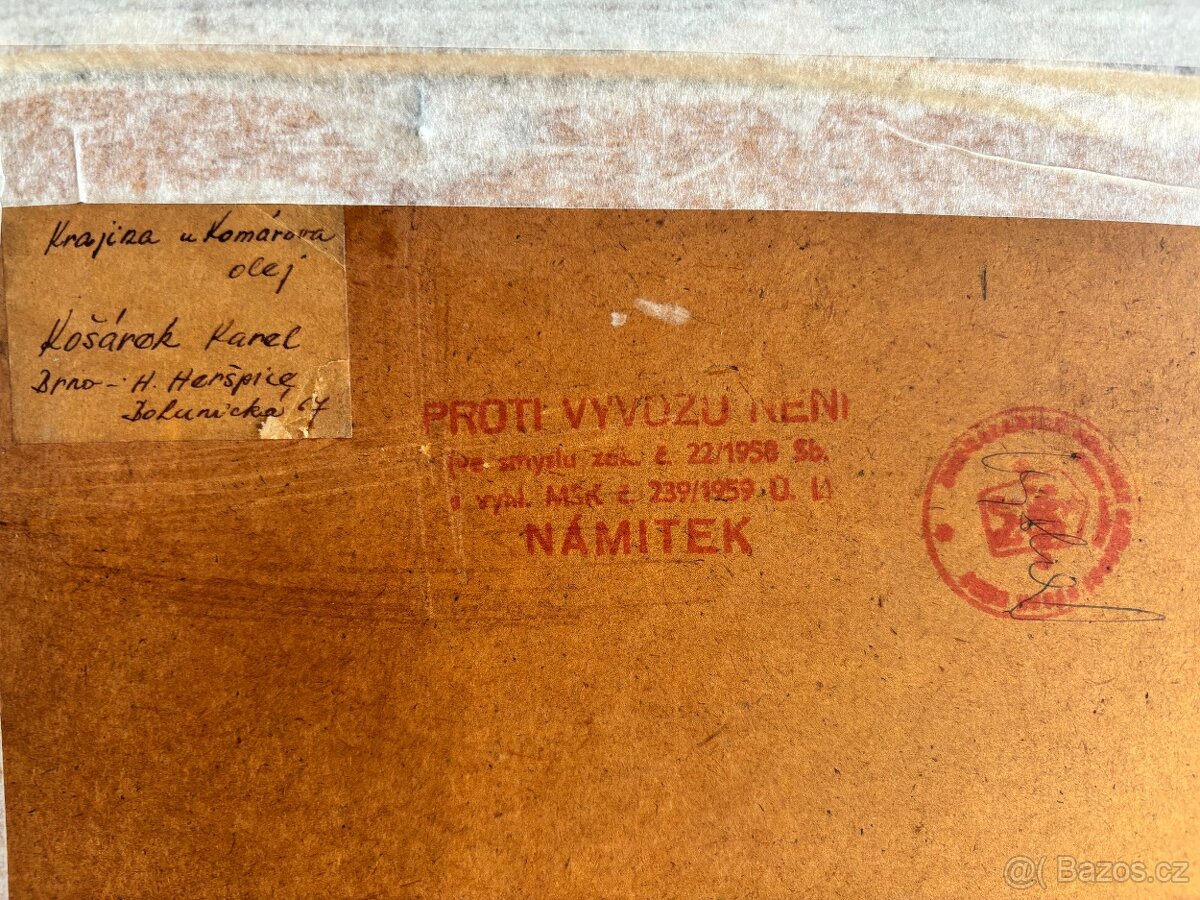 Krajina u Komárova
olej
Košárek Karel
Brno - H. Heršpice,
Bohunická 67
PROTI VÝVOZU NENÍ
(ve smyslu zák. č. 22/1958 Sb.
a vyhl. MŠK č. 239/1959 Ú. l.)
NÁMITEK
@( Bazos.cz